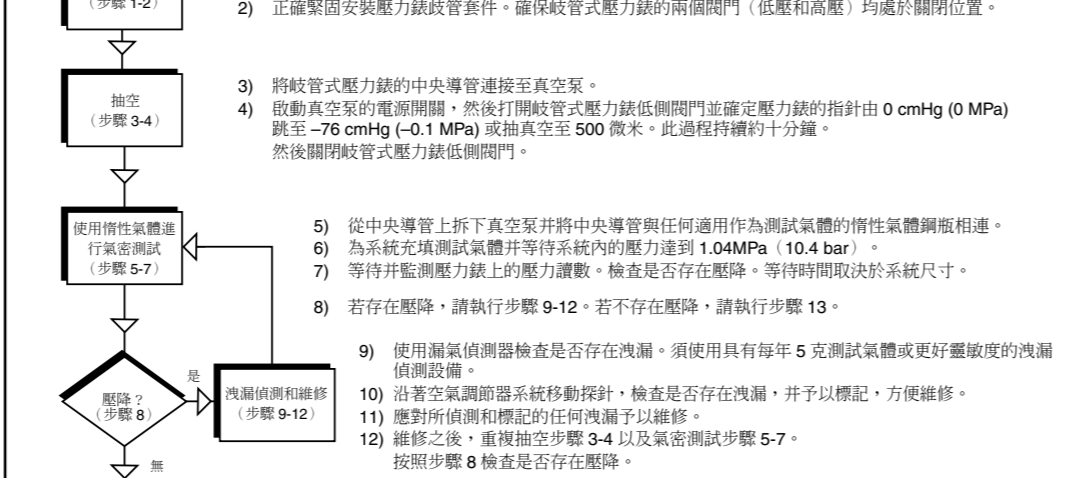 （步驟 1-2）
2) 正確緊固安裝壓力錶歧管套件。確保岐管式壓力錶的兩個閥門（低壓和高壓）均處於關閉位置。
抽空
（步驟 3-4）
3) 將岐管式壓力錶的中央導管連接至真空泵。
4) 啟動真空泵的電源開關，然後打開岐管式壓力錶低側閥門並確定壓力錶的指針由 0 cmHg (0 MPa)
跳至 –76 cmHg (–0.1 MPa) 或抽真空至 500 微米。此過程持續約十分鐘。
然後關閉岐管式壓力錶低側閥門。
使用惰性氣體進
行氣密測試
（步驟 5-7）
5) 從中央導管上拆下真空泵并將中央導管與任何適用作為測試氣體的惰性氣體鋼瓶相連。
6) 為系統充填測試氣體并等待系統內的壓力達到 1.04MPa（10.4 bar）。
7) 等待并監測壓力錶上的壓力讀數。檢查是否存在壓降。等待時間取決於系統尺寸。
8) 若存在壓降，請執行步驟 9-12。若不存在壓降，請執行步驟 13。
壓降？
（步驟 8）
是
無
洩漏偵測和維修
（步驟 9-12）
9) 使用漏氣偵測器檢查是否存在洩漏。須使用具有每年 5 克測試氣體或更好靈敏度的洩漏
偵測設備。
10) 沿著空氣調節器系統移動探針，檢查是否存在洩漏，并予以標記，方便維修。
11) 應對所偵測和標記的任何洩漏予以維修。
12) 維修之後，重複抽空步驟 3-4 以及氣密測試步驟 5-7。
按照步驟 8 檢查是否存在壓降。